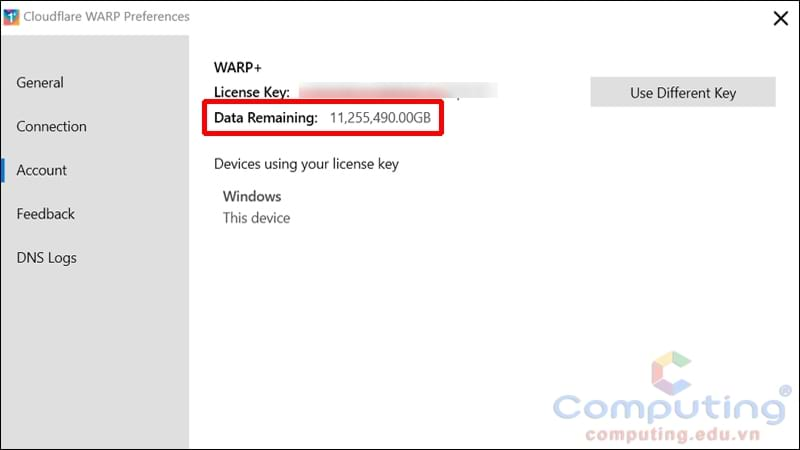 Cloudflare WARP Preferences
General
Connection
Account
Feedback
DNS Logs
WARP+
License Key:
Use Different Key
Data Remaining: 11,255,490.00GB
Devices using your license key
Windows
This device
Computing®
computing.edu.vn